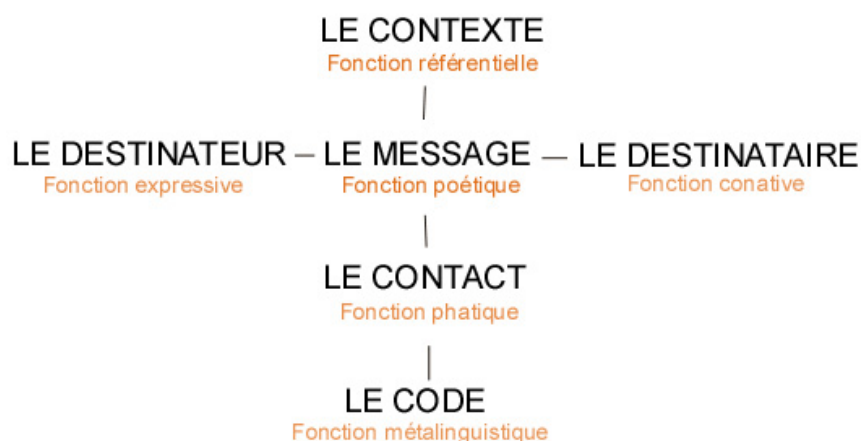 LE CONTEXTE
Fonction référentielle
LE DESTINATEUR – LE MESSAGE — LE DESTINATAIRE
Fonction expressive Fonction poétique Fonction conative
LE CONTACT
Fonction phatique
LE CODE
Fonction métalinguistique